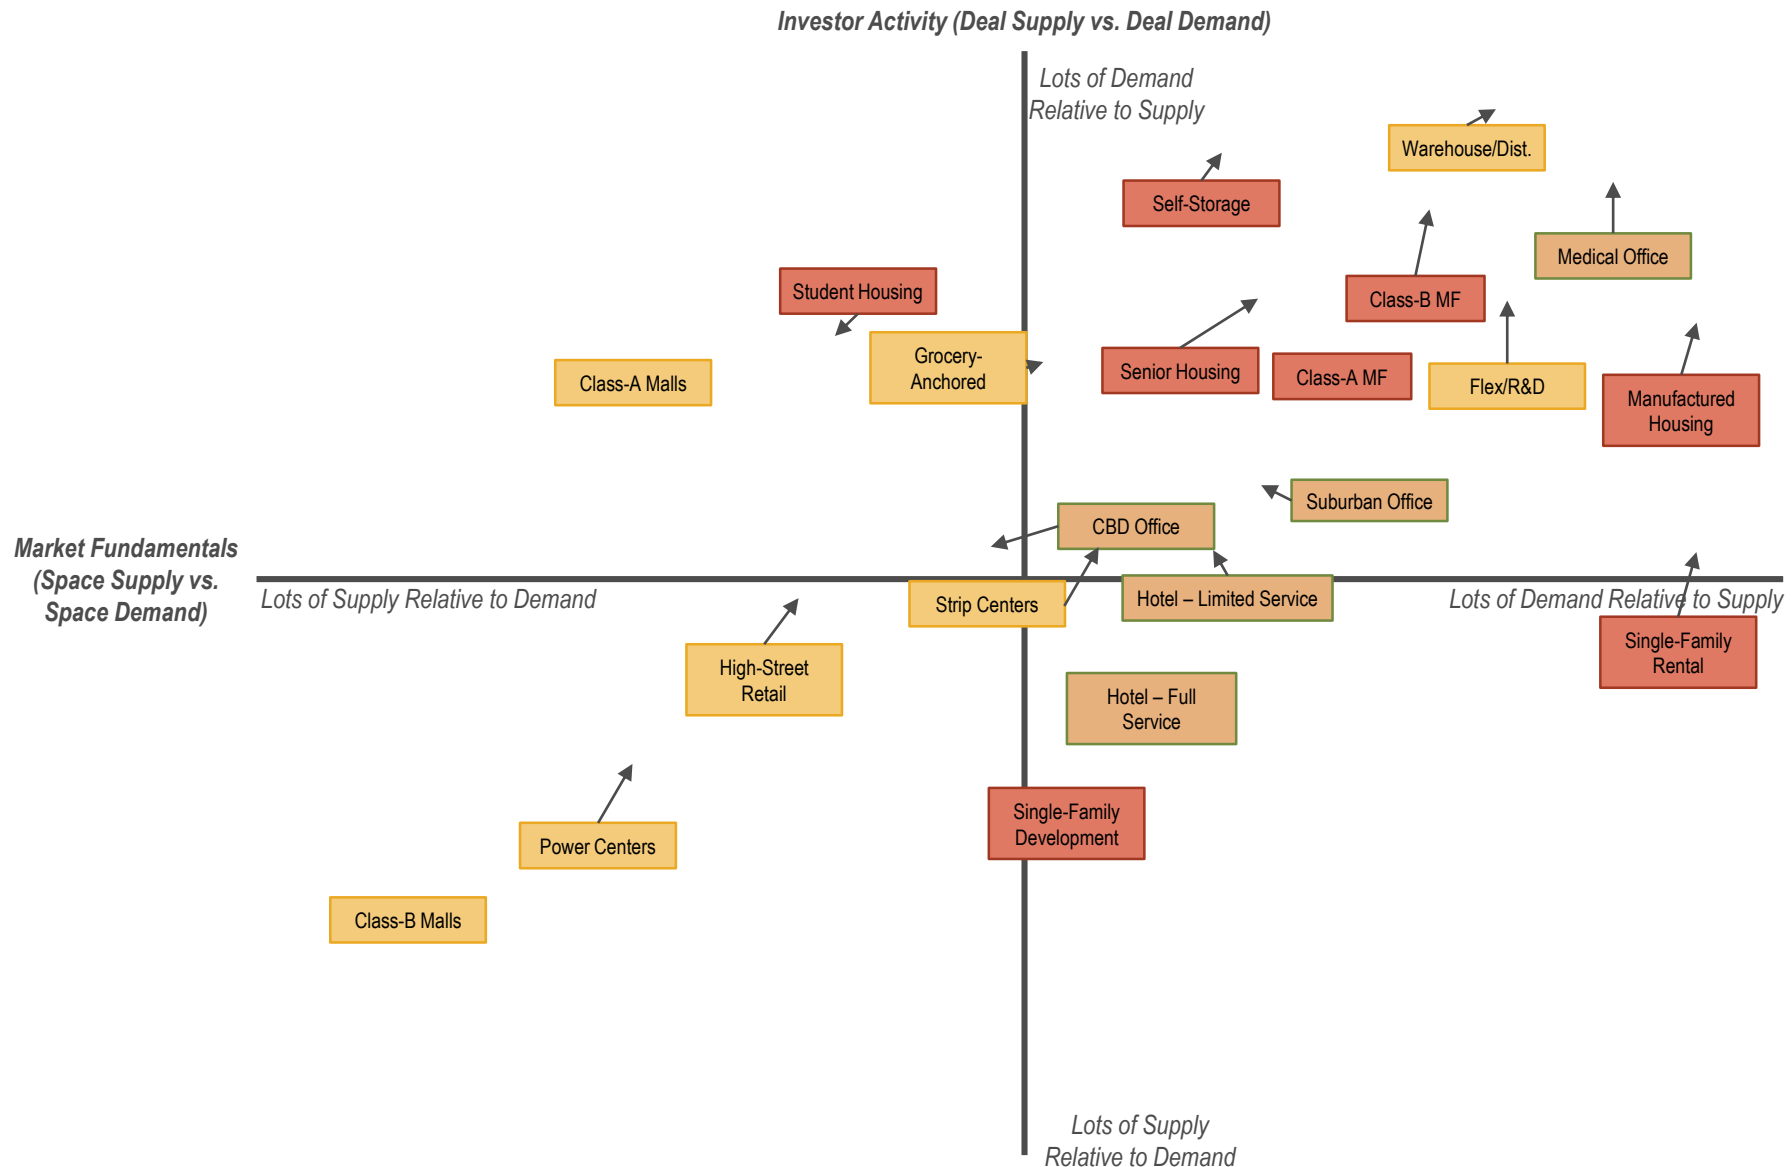 Investor Activity (Deal Supply vs. Deal Demand)
Lots of Demand
Relative to Supply
Warehouse/Dist.
Self-Storage
Medical Office
Student Housing
Class-B MF
Grocery-
Anchored
Class-A Malls
Senior Housing
Class-A MF
Flex/R&D
Manufactured
Housing
Suburban Office
CBD Office
Market Fundamentals
(Space Supply vs.
Space Demand)
Lots of Supply Relative to Demand
Strip Centers
Hotel – Limited Service
Lots of Demand Relative to Supply
High-Street
Retail
Single-Family
Rental
Hotel – Full
Service
Single-Family
Development
Power Centers
Class-B Malls
Lots of Supply
Relative to Demand